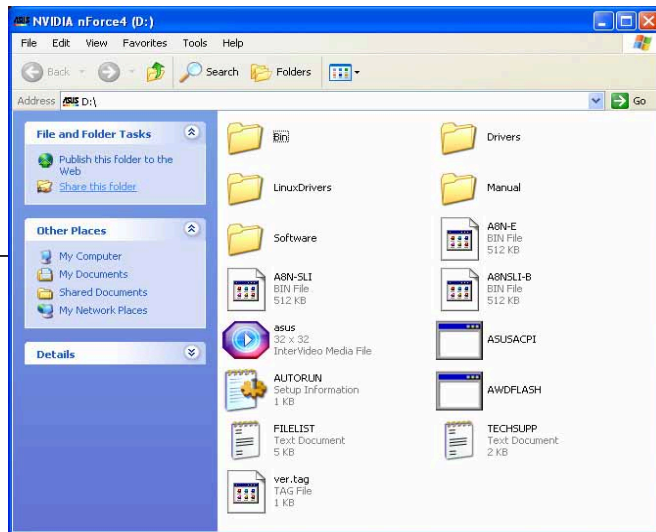 NVIDIA nForce4 (D:)
File Edit View Favorites Tools Help
Back Search Folders
Address D:\ Go
File and Folder Tasks
Publish this folder to the
Web
Share this folder
Other Places
My Computer
My Documents
Shared Documents
My Network Places
Details
Bin
Drivers
LinuxDrivers
Manual
Software
A8N-E
BIN File
512 KB
A8N-SLI
BIN File
512 KB
A8NSLI-B
BIN File
512 KB
asus
32 x 32
InterVideo Media File
ASUSACPI
AUTORUN
Setup Information
1 KB
AWDFLASH
FILELIST
Text Document
5 KB
TECHSUPP
Text Document
2 KB
ver.tag
TAG File
1 KB